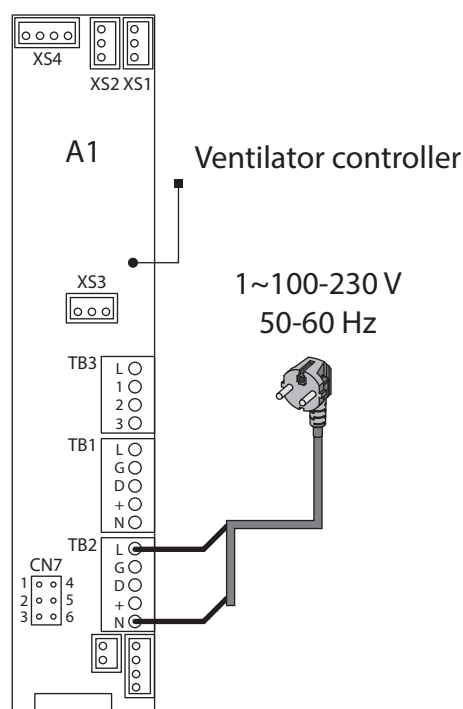 XS4
XS2 XS1
A1
Ventilator controller
XS3
1~100-230 V
50-60 Hz
TB3
L
1
2
3
TB1
L
G
D
+
N
TB2
L
G
D
+
N
CN7
1 4
2 5
3 6